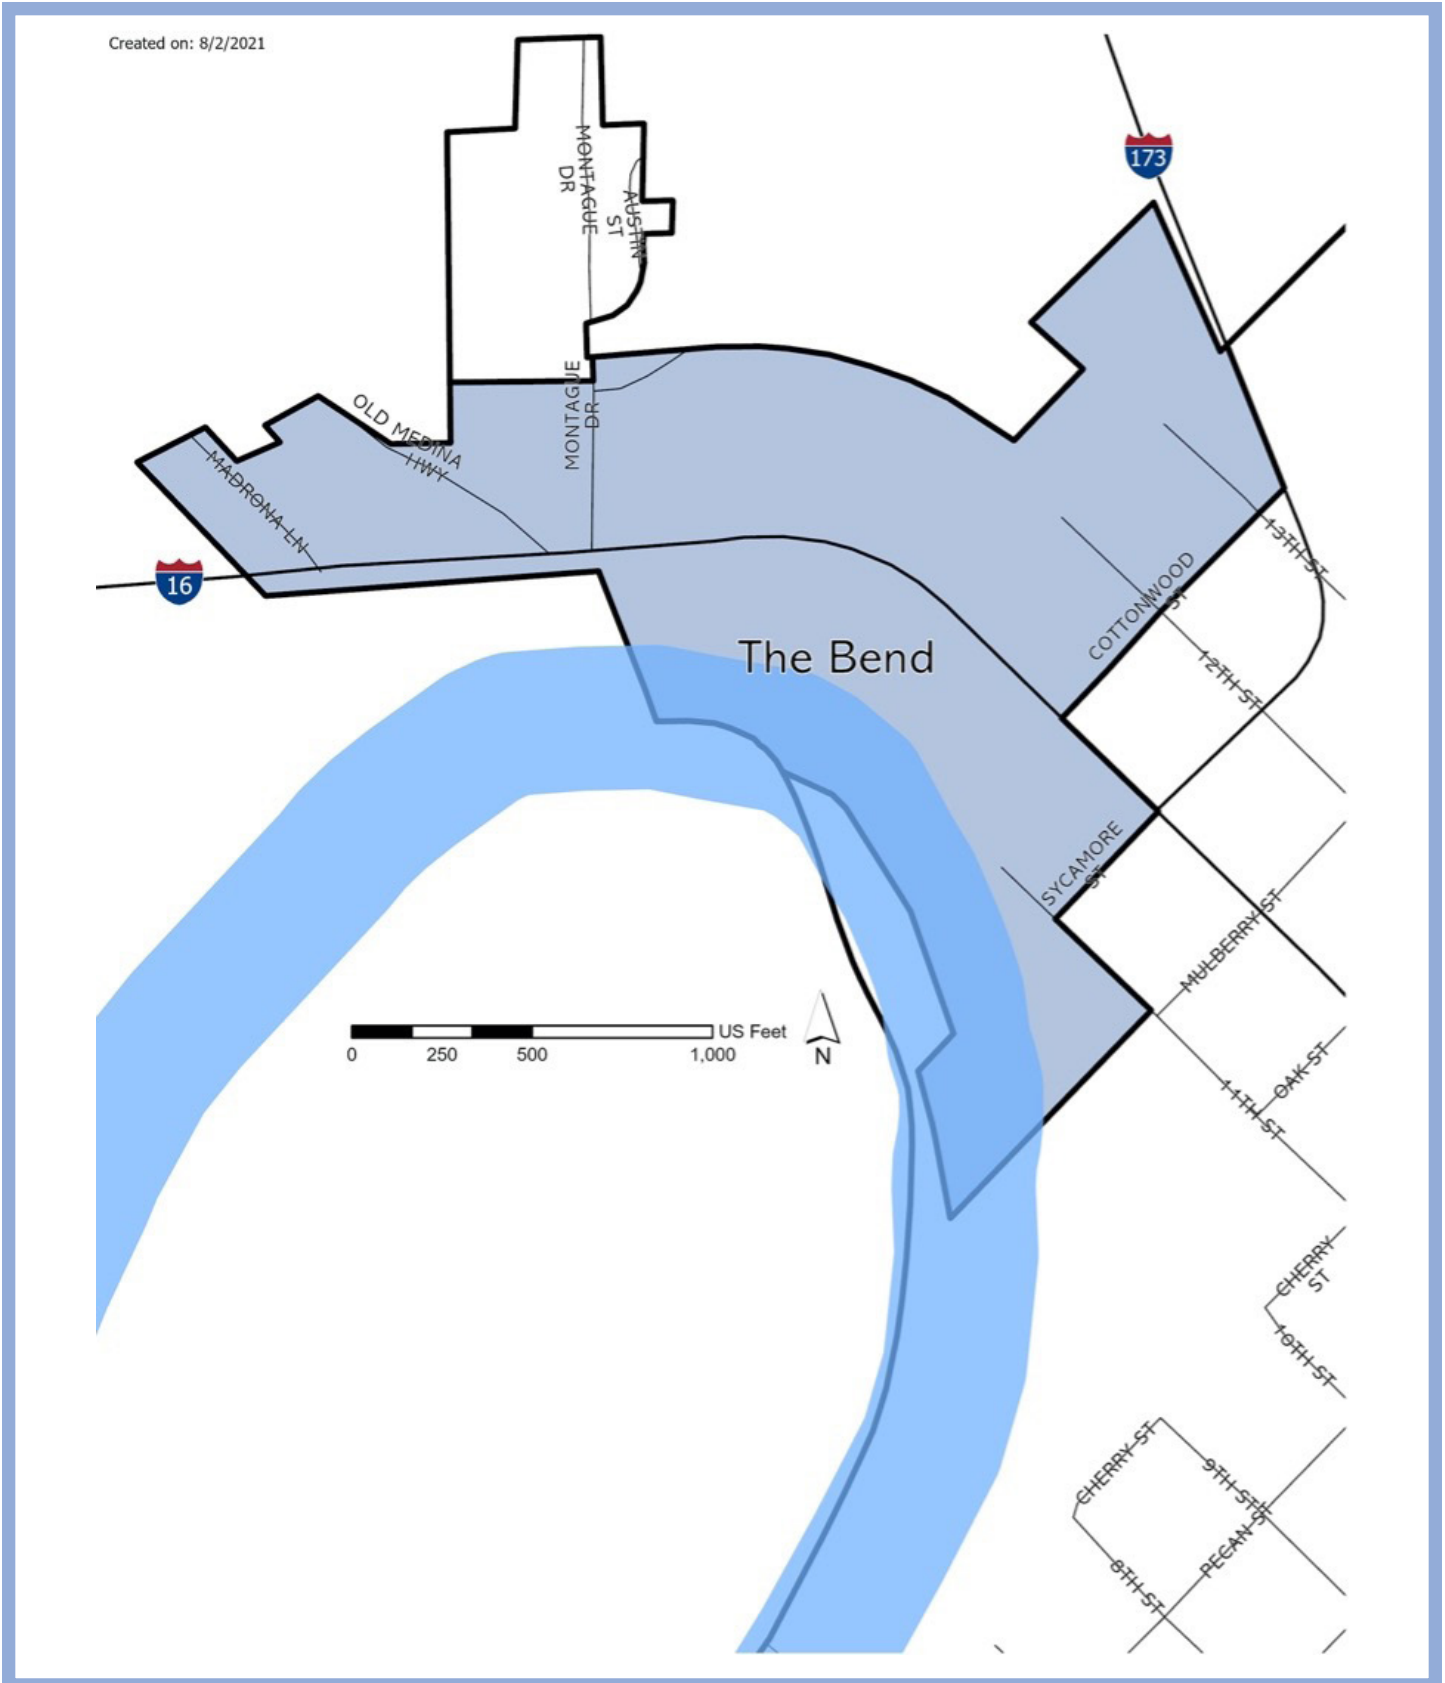 Created on: 8/2/2021
173
MONTAGUE
DR
AUSTIN
ST
MONTAGUE
DR
OLD MEDINA
HWY
MADRONA LN
16
13TH ST
COTTONWOOD
ST
The Bend
12TH ST
SYCAMORE
ST
MULBERRY ST
US Feet
0 250 500 1,000
N
OAK ST
11TH ST
CHERRY
ST
10TH ST
CHERRY ST
9TH ST
PECAN ST
8TH ST